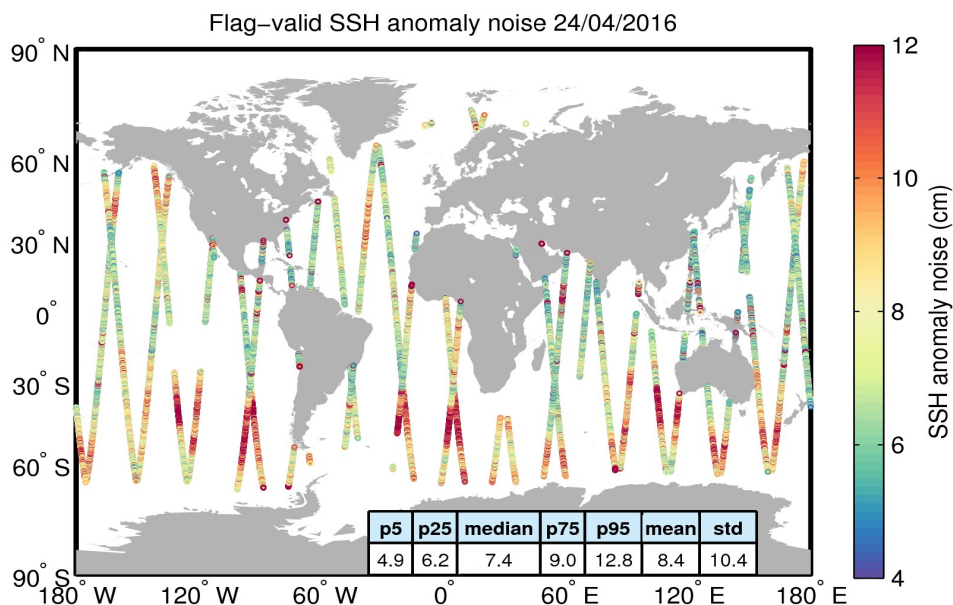 Flag−valid SSH anomaly noise 24/04/2016
90° N
60° N
30° N
0°
30° S
60° S
90° S
180° W
120° W
60° W
0°
60° E
120° E
180° E
p5 p25 median p75 p95 mean std
4.9 6.2 7.4 9.0 12.8 8.4 10.4
12
10
8
6
4
SSH anomaly noise (cm)